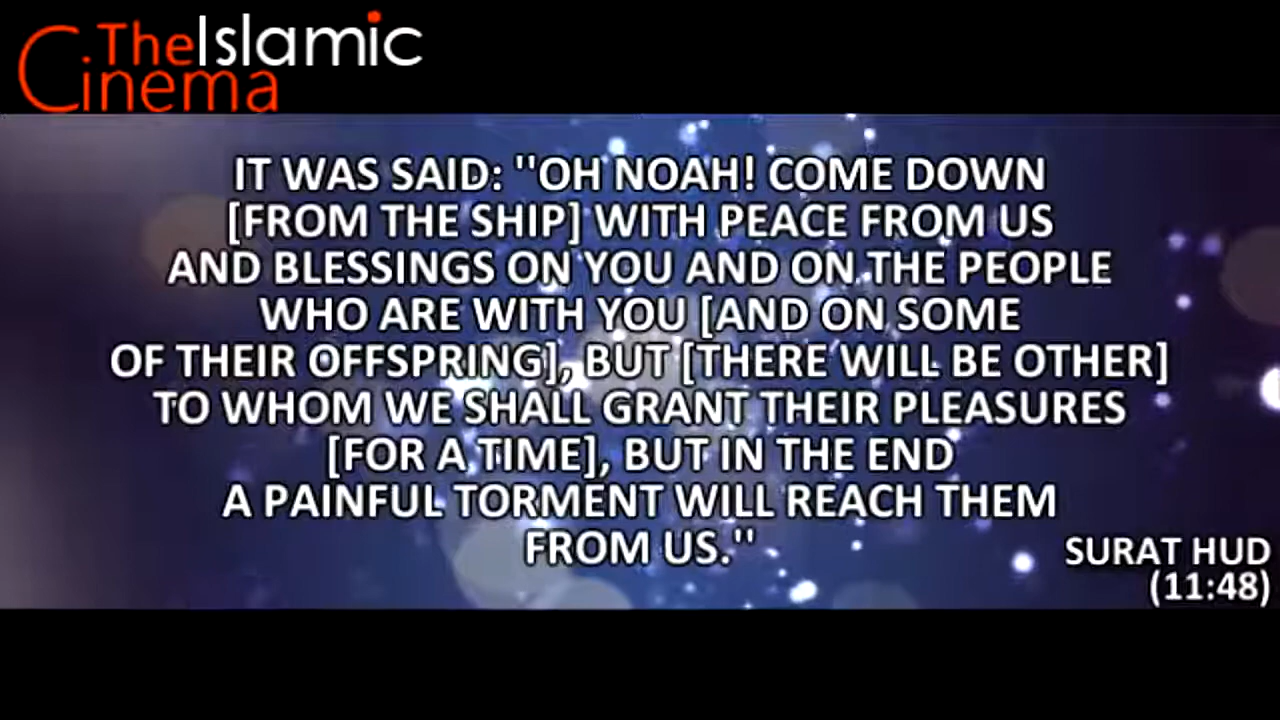 TheIslamic
Cinema
IT WAS SAID: "OH NOAH! COME DOWN
[FROM THE SHIP] WITH PEACE FROM US
AND BLESSINGS ON YOU AND ON THE PEOPLE
WHO ARE WITH YOU [AND ON SOME
OF THEIR OFFSPRING], BUT [THERE WILL BE OTHER]
TO WHOM WE SHALL GRANT THEIR PLEASURES
[FOR A TIME], BUT IN THE END
A PAINFUL TORMENT WILL REACH THEM
FROM US."
SURAT HUD
(11:48)